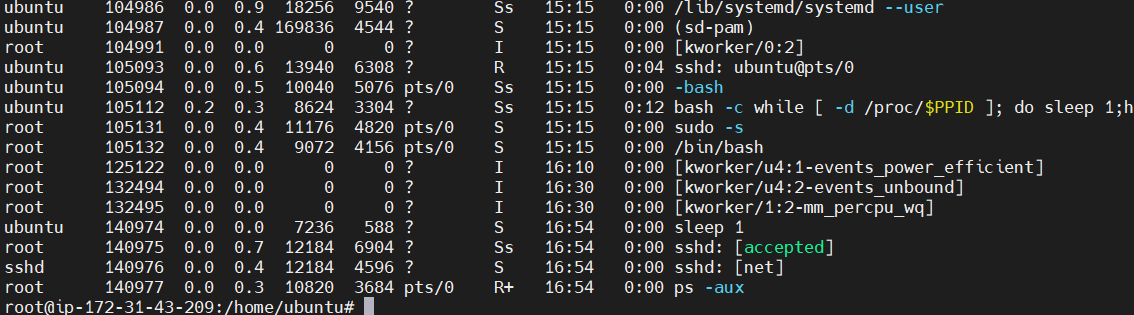 ubuntu 104986 0.0 0.9 18256 9540 ? Ss 15:15 0:00 /lib/systemd/systemd --user
ubuntu 104987 0.0 0.4 169836 4544 ? S 15:15 0:00 (sd-pam)
root 104991 0.0 0.0 0 0 ? I 15:15 0:00 [kworker/0:2]
ubuntu 105093 0.0 0.6 13940 6308 ? R 15:15 0:04 sshd: ubuntu@pts/0
ubuntu 105094 0.0 0.5 10040 5076 pts/0 Ss 15:15 0:00 -bash
ubuntu 105112 0.2 0.3 8624 3304 ? Ss 15:15 0:12 bash -c while [ -d /proc/$PPID ]; do sleep 1;h
root 105131 0.0 0.4 11176 4820 pts/0 S 15:15 0:00 sudo -s
root 105132 0.0 0.4 9072 4156 pts/0 S 15:15 0:00 /bin/bash
root 125122 0.0 0.0 0 0 ? I 16:10 0:00 [kworker/u4:1-events_power_efficient]
root 132494 0.0 0.0 0 0 ? I 16:30 0:00 [kworker/u4:2-events_unbound]
root 132495 0.0 0.0 0 0 ? I 16:30 0:00 [kworker/1:2-mm_percpu_wq]
ubuntu 140974 0.0 0.0 7236 588 ? S 16:54 0:00 sleep 1
root 140975 0.0 0.7 12184 6904 ? Ss 16:54 0:00 sshd: [accepted]
sshd 140976 0.0 0.4 12184 4596 ? S 16:54 0:00 sshd: [net]
root 140977 0.0 0.3 10820 3684 pts/0 R+ 16:54 0:00 ps -aux
root@ip-172-31-43-209:/home/ubuntu#